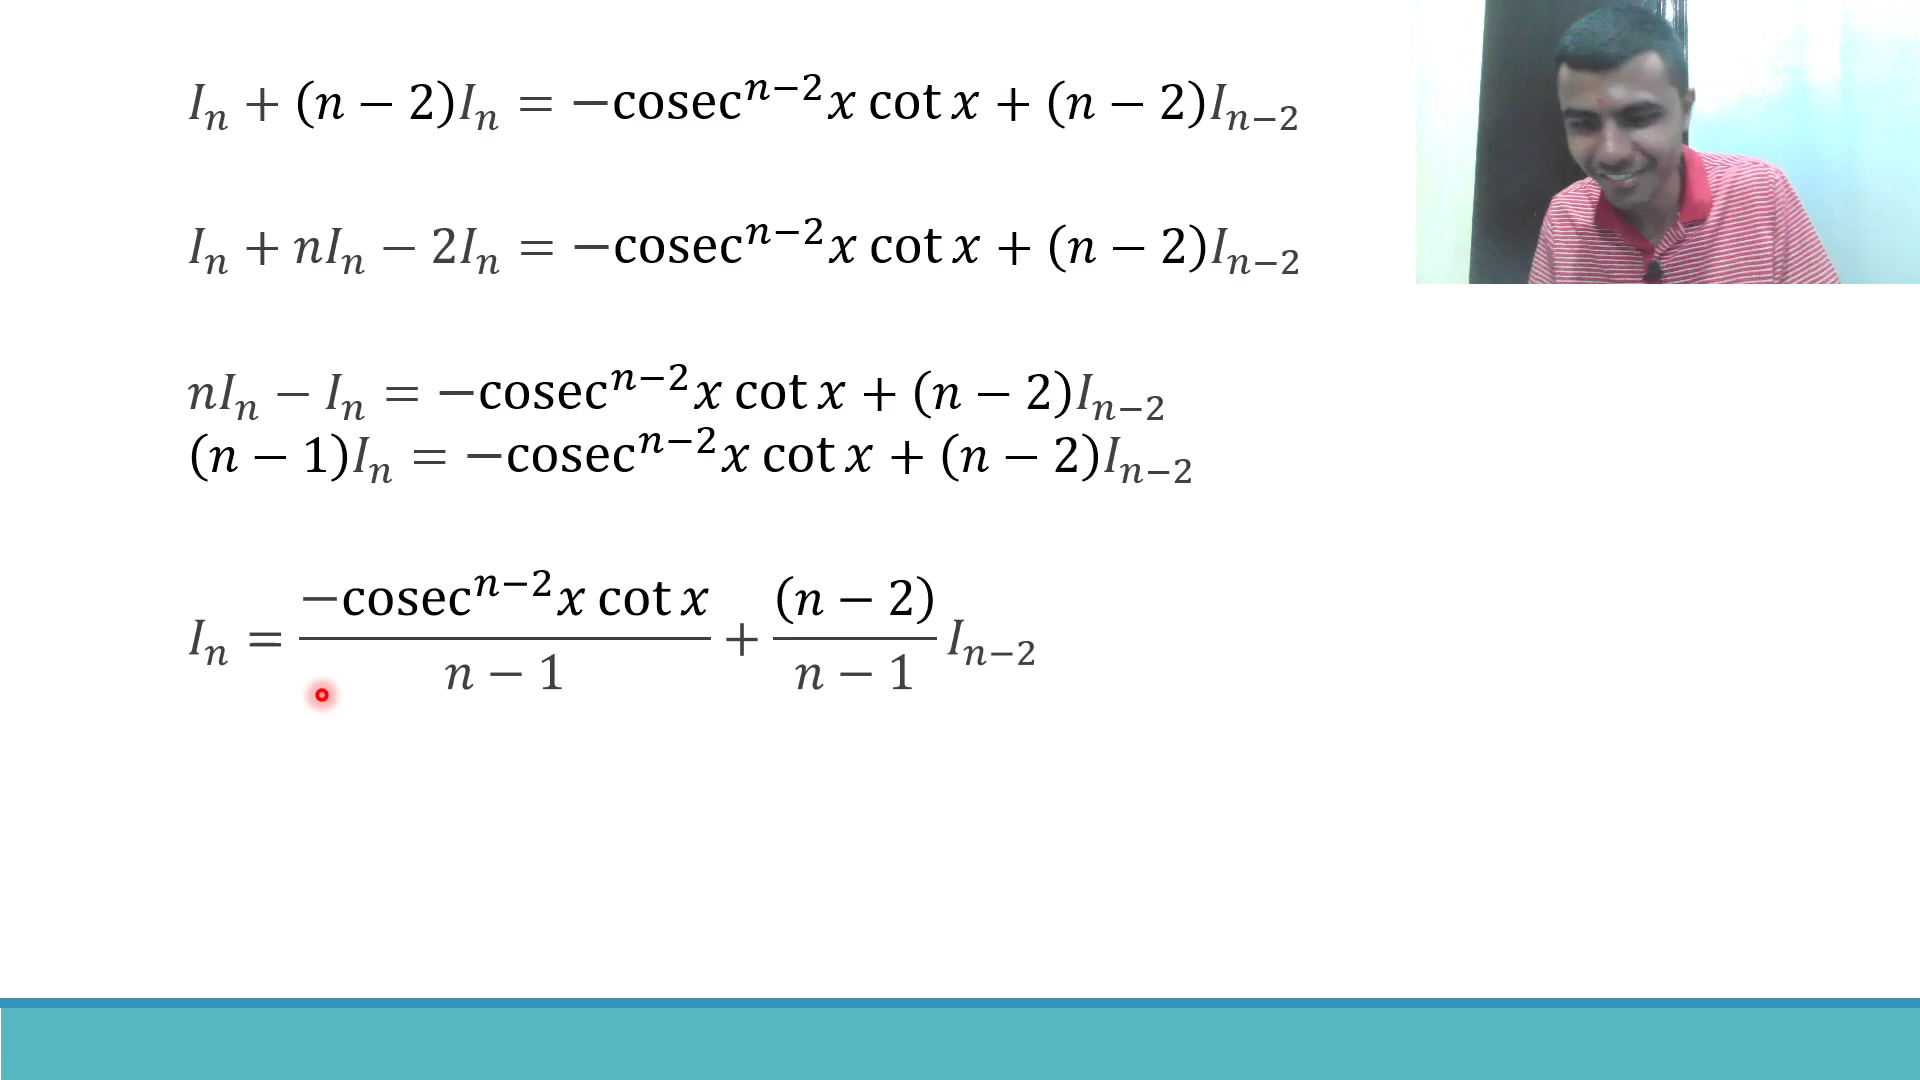 Iₙ + (n − 2)Iₙ = −cosecⁿ⁻²x cot x + (n − 2)Iₙ₋₂
Iₙ + nIₙ − 2Iₙ = −cosecⁿ⁻²x cot x + (n − 2)Iₙ₋₂
nIₙ − Iₙ = −cosecⁿ⁻²x cot x + (n − 2)Iₙ₋₂
(n − 1)Iₙ = −cosecⁿ⁻²x cot x + (n − 2)Iₙ₋₂
Iₙ = (−cosecⁿ⁻²x cot x)/(n − 1) + (n − 2)/(n − 1) Iₙ₋₂